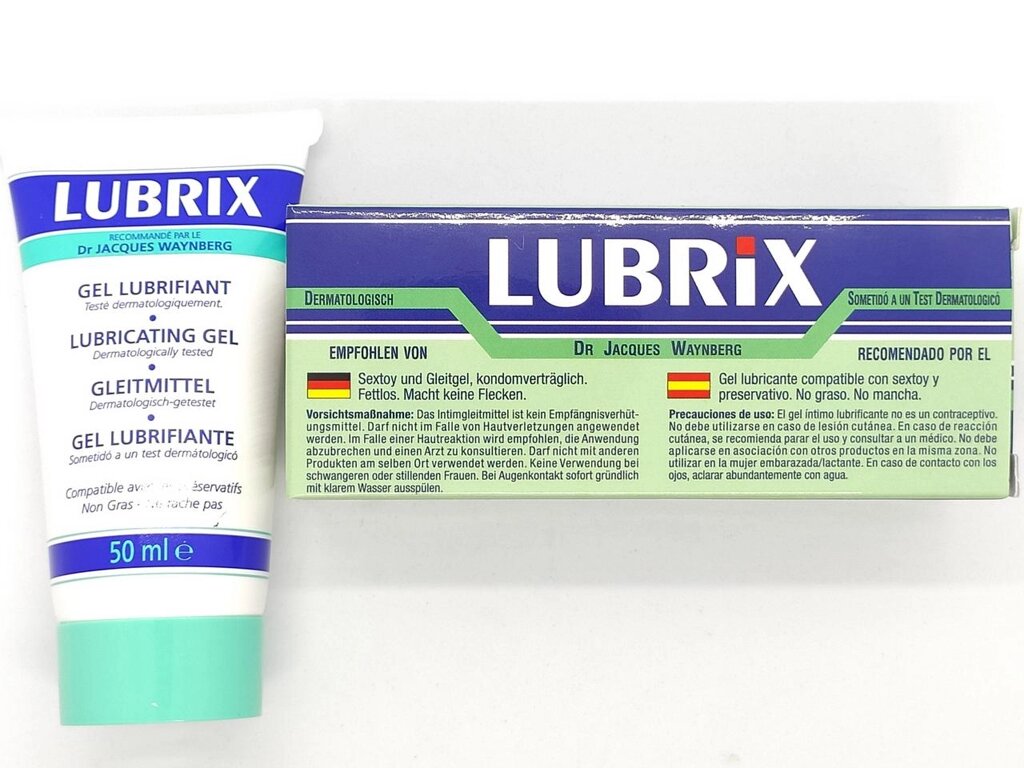 LUBRIX
RECOMMANDÉ PAR LE
Dr JACQUES WAYNBERG
GEL LUBRIFIANT
Testé dermatologiquement.
LUBRICATING GEL
Dermatologically tested
GLEITMITTEL
Dermatologisch-getestet
GEL LUBRIFIANTE
Sometidó a un test dermátologicó
Compatible
Non Gras - tache pas
50 ml e
LUBRiX
DERMATOLOGISCH
SOMETIDÓ A UN TEST DERMATOLOGICÓ
EMPFOHLEN VON
DR JACQUES WAYNBERG
RECOMENDADO POR EL
Sextoy und Gleitgel, kondomverträglich.
Fettlos. Macht keine Flecken.
Vorsichtsmaßnahme: Das Intimgleitmittel ist kein Empfängnisverhüt-
ungsmittel. Darf nicht im Falle von Hautverletzungen angewendet
werden. Im Falle einer Hautreaktion wird empfohlen, die Anwendung
abzubrechen und einen Arzt zu konsultieren. Darf nicht mit anderen
Produkten am selben Ort verwendet werden. Keine Verwendung bei
schwangeren oder stillenden Frauen. Bei Augenkontakt sofort gründlich
mit klarem Wasser ausspülen.
Gel lubricante compatible con sextoy y
preservativo. No graso. No mancha.
Precauciones de uso: El gel íntimo lubrificante no es un contraceptivo.
No debe utilizarse en caso de lesión cutánea. En caso de reacción
cutánea, se recomienda parar el uso y consultar a un médico. No debe
aplicarse en asociación con otros productos en la misma zona. No
utilizar en la mujer embarazada/lactante. En caso de contacto con los
ojos, aclarar abundantemente con agua.